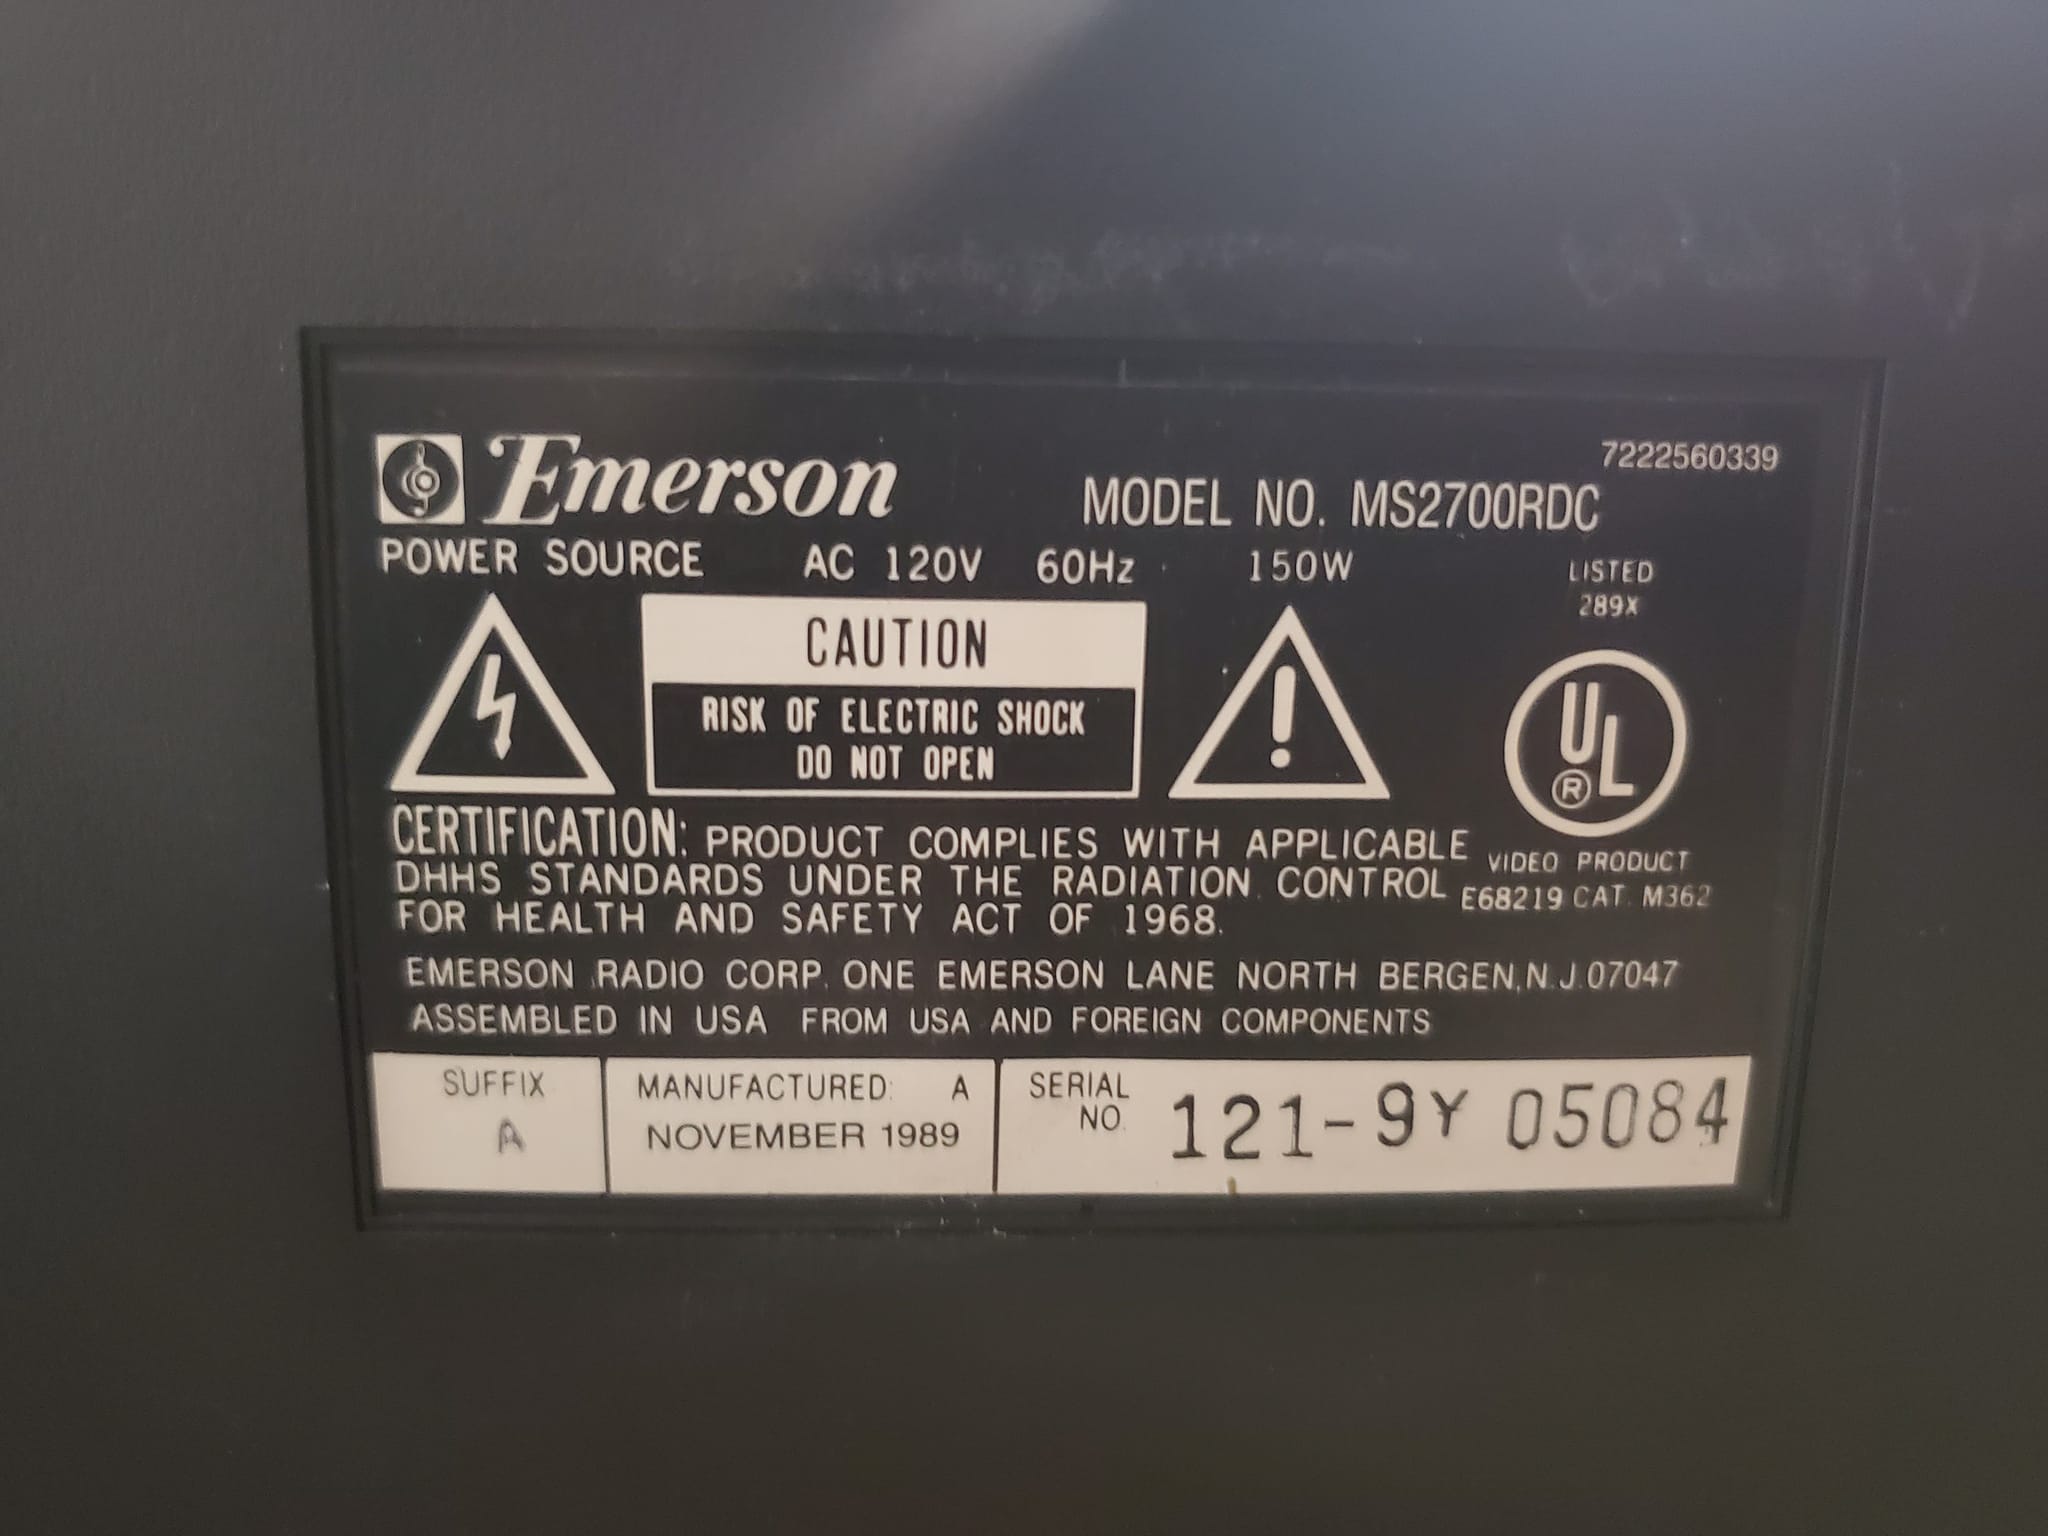 7222560339
Emerson MODEL NO. MS2700RDC
POWER SOURCE AC 120V 60Hz 150W
LISTED
289X
CAUTION
RISK OF ELECTRIC SHOCK
DO NOT OPEN
UL
®
CERTIFICATION: PRODUCT COMPLIES WITH APPLICABLE
DHHS STANDARDS UNDER THE RADIATION CONTROL
FOR HEALTH AND SAFETY ACT OF 1968.
VIDEO PRODUCT
E68219 CAT. M362
EMERSON RADIO CORP. ONE EMERSON LANE NORTH BERGEN, N.J. 07047
ASSEMBLED IN USA FROM USA AND FOREIGN COMPONENTS
SUFFIX
A
MANUFACTURED: A
NOVEMBER 1989
SERIAL
NO. 121-9Y 05084